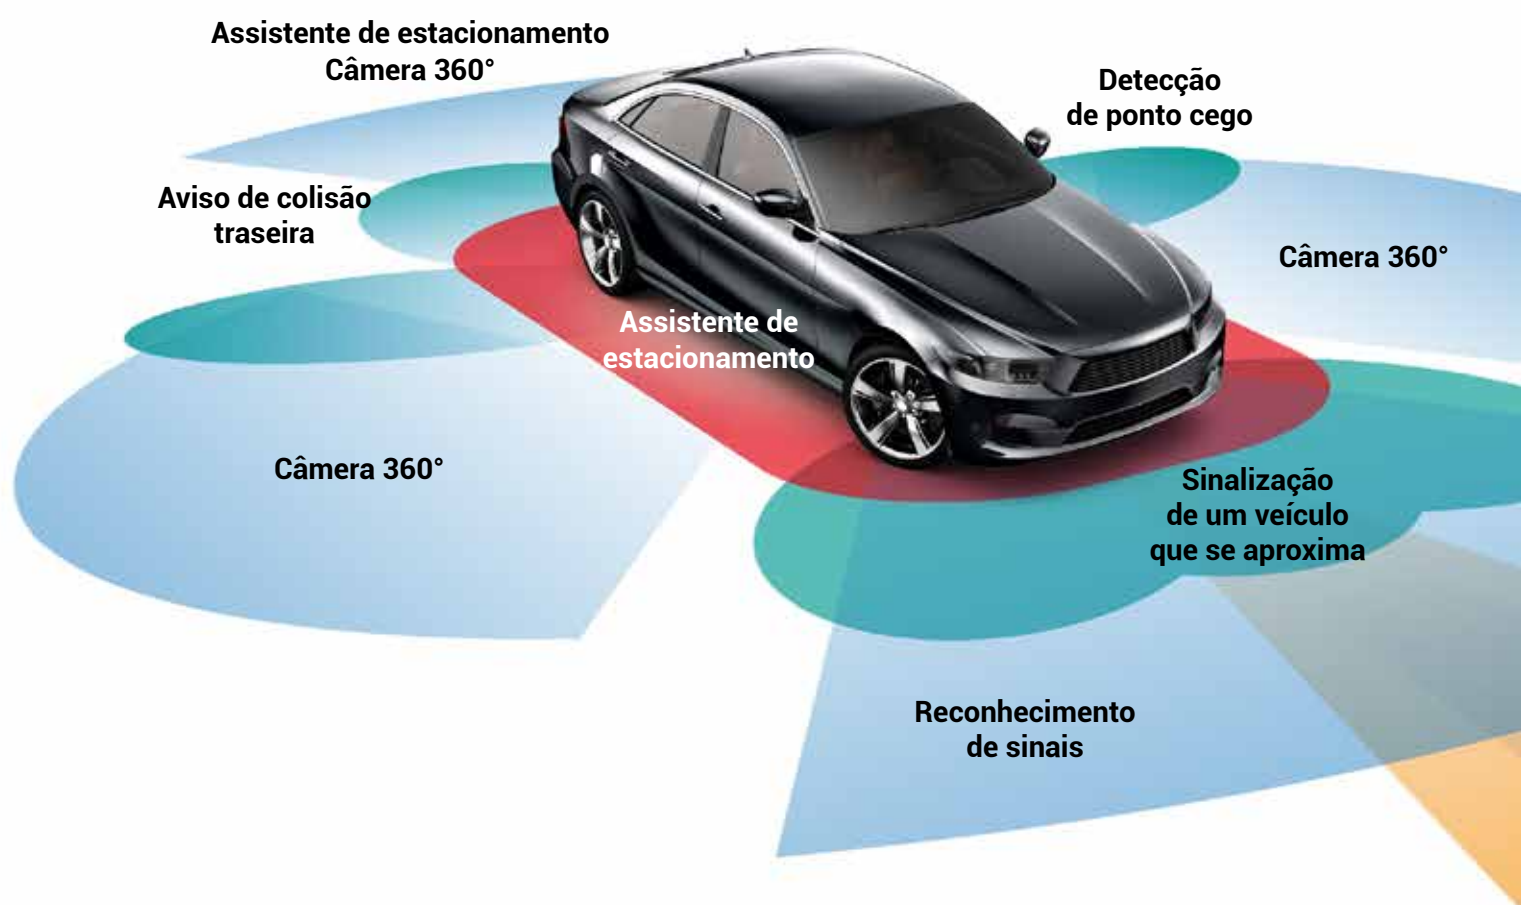 Assistente de estacionamento
Câmera 360°
Detecção
de ponto cego
Aviso de colisão
traseira
Câmera 360°
Assistente de
estacionamento
Câmera 360°
Sinalização
de um veículo
que se aproxima
Reconhecimento
de sinais